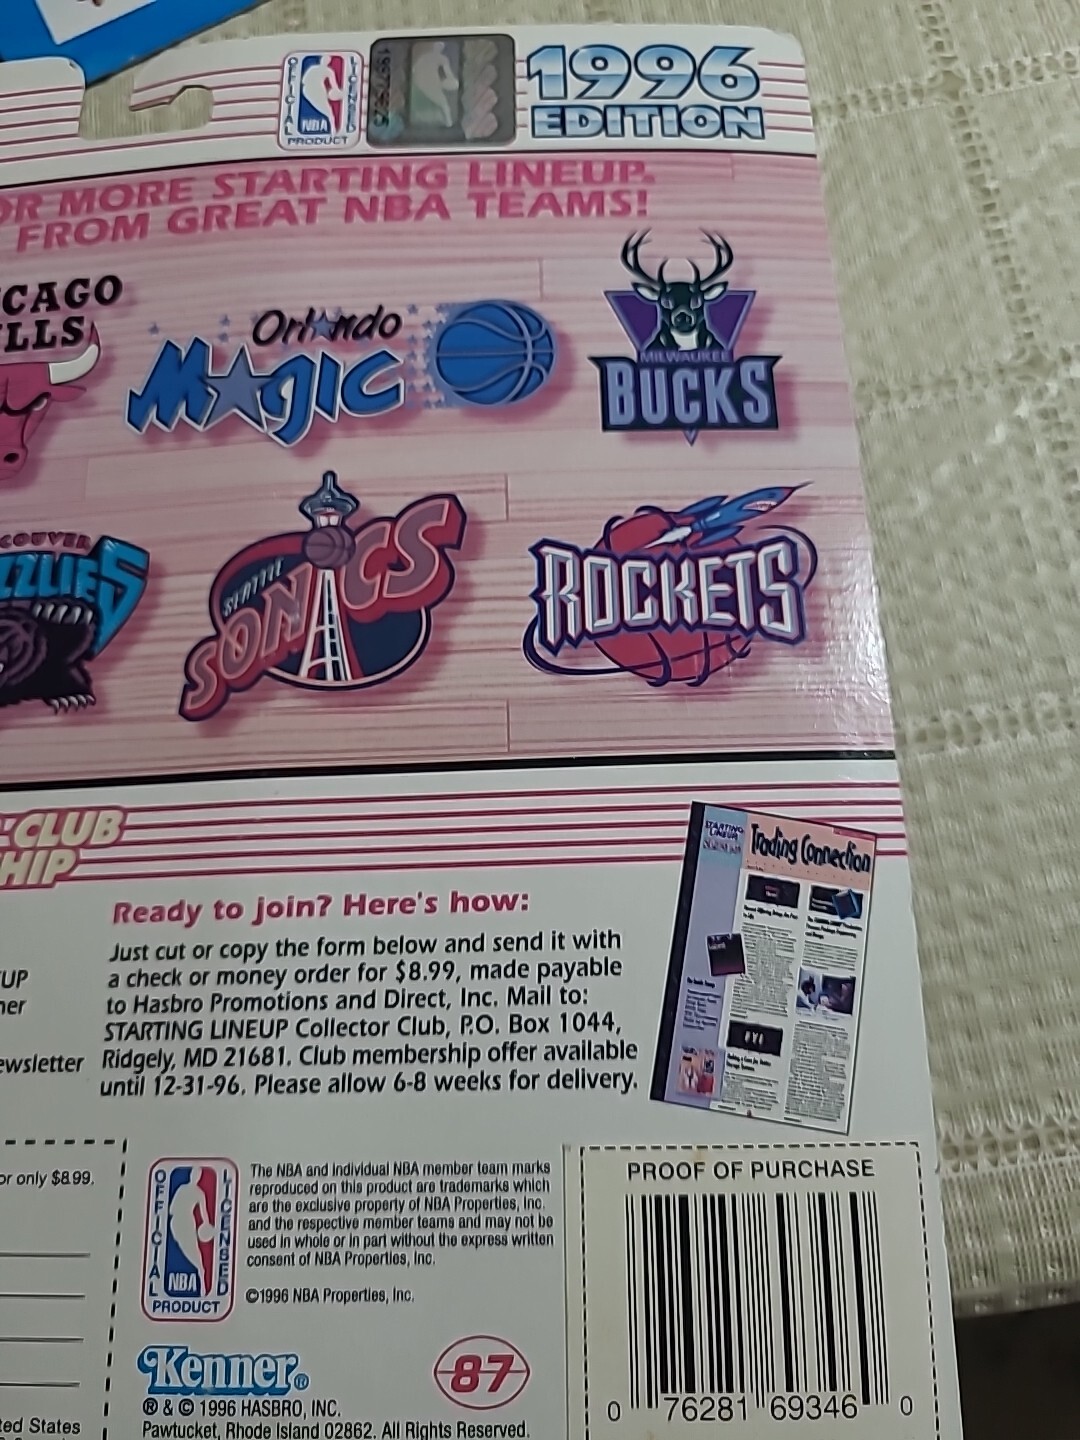 OFFICIAL LICENSED
NBA
PRODUCT
1996
EDITION
OR MORE STARTING LINEUP®
FROM GREAT NBA TEAMS!
CAGO
LLS
Orlando
MAGIC
MILWAUKEE
BUCKS
COUVER
ZZLIES
SEATTLE
SONICS
ROCKETS
CLUB
HIP
STARTING
LINEUP
Trading Connection
Ready to join? Here's how:
Just cut or copy the form below and send it with
a check or money order for $8.99, made payable
to Hasbro Promotions and Direct, Inc. Mail to:
UP
STARTING LINEUP Collector Club, P.O. Box 1044,
ner
Ridgely, MD 21681. Club membership offer available
ewsletter
until 12-31-96. Please allow 6-8 weeks for delivery.
or only $8.99.
OFFICIAL LICENSED
NBA
PRODUCT
The NBA and individual NBA member team marks
reproduced on this product are trademarks which
are the exclusive property of NBA Properties, Inc.
and the respective member teams and may not be
used in whole or in part without the express written
consent of NBA Properties, Inc.
©1996 NBA Properties, Inc.
Kenner®
87
® & © 1996 HASBRO, INC.
Pawtucket, Rhode Island 02862. All Rights Reserved.
ted States
PROOF OF PURCHASE
0 76281 69346 0